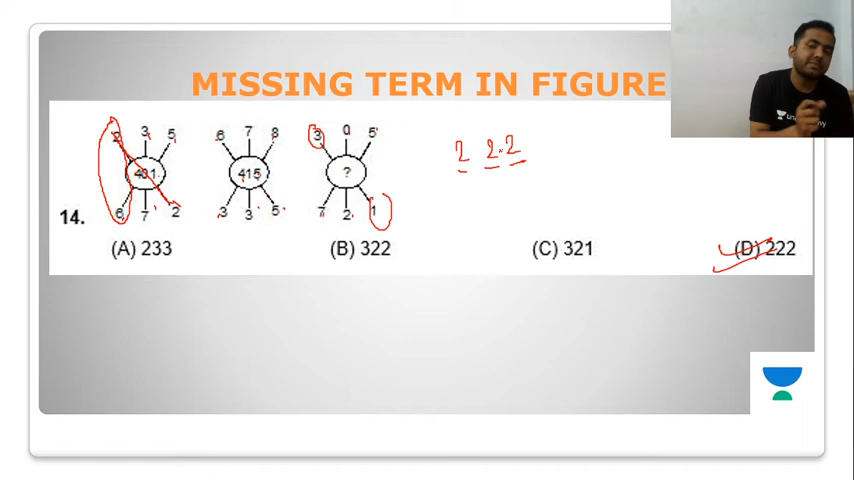 MISSING TERM IN FIGURE
2 3 5 6 7 8 3 0 5
2 2 2
431 415 ?
6 7 2 3 3 5 7 2 1
14.
(A) 233 (B) 322 (C) 321 (D) 222